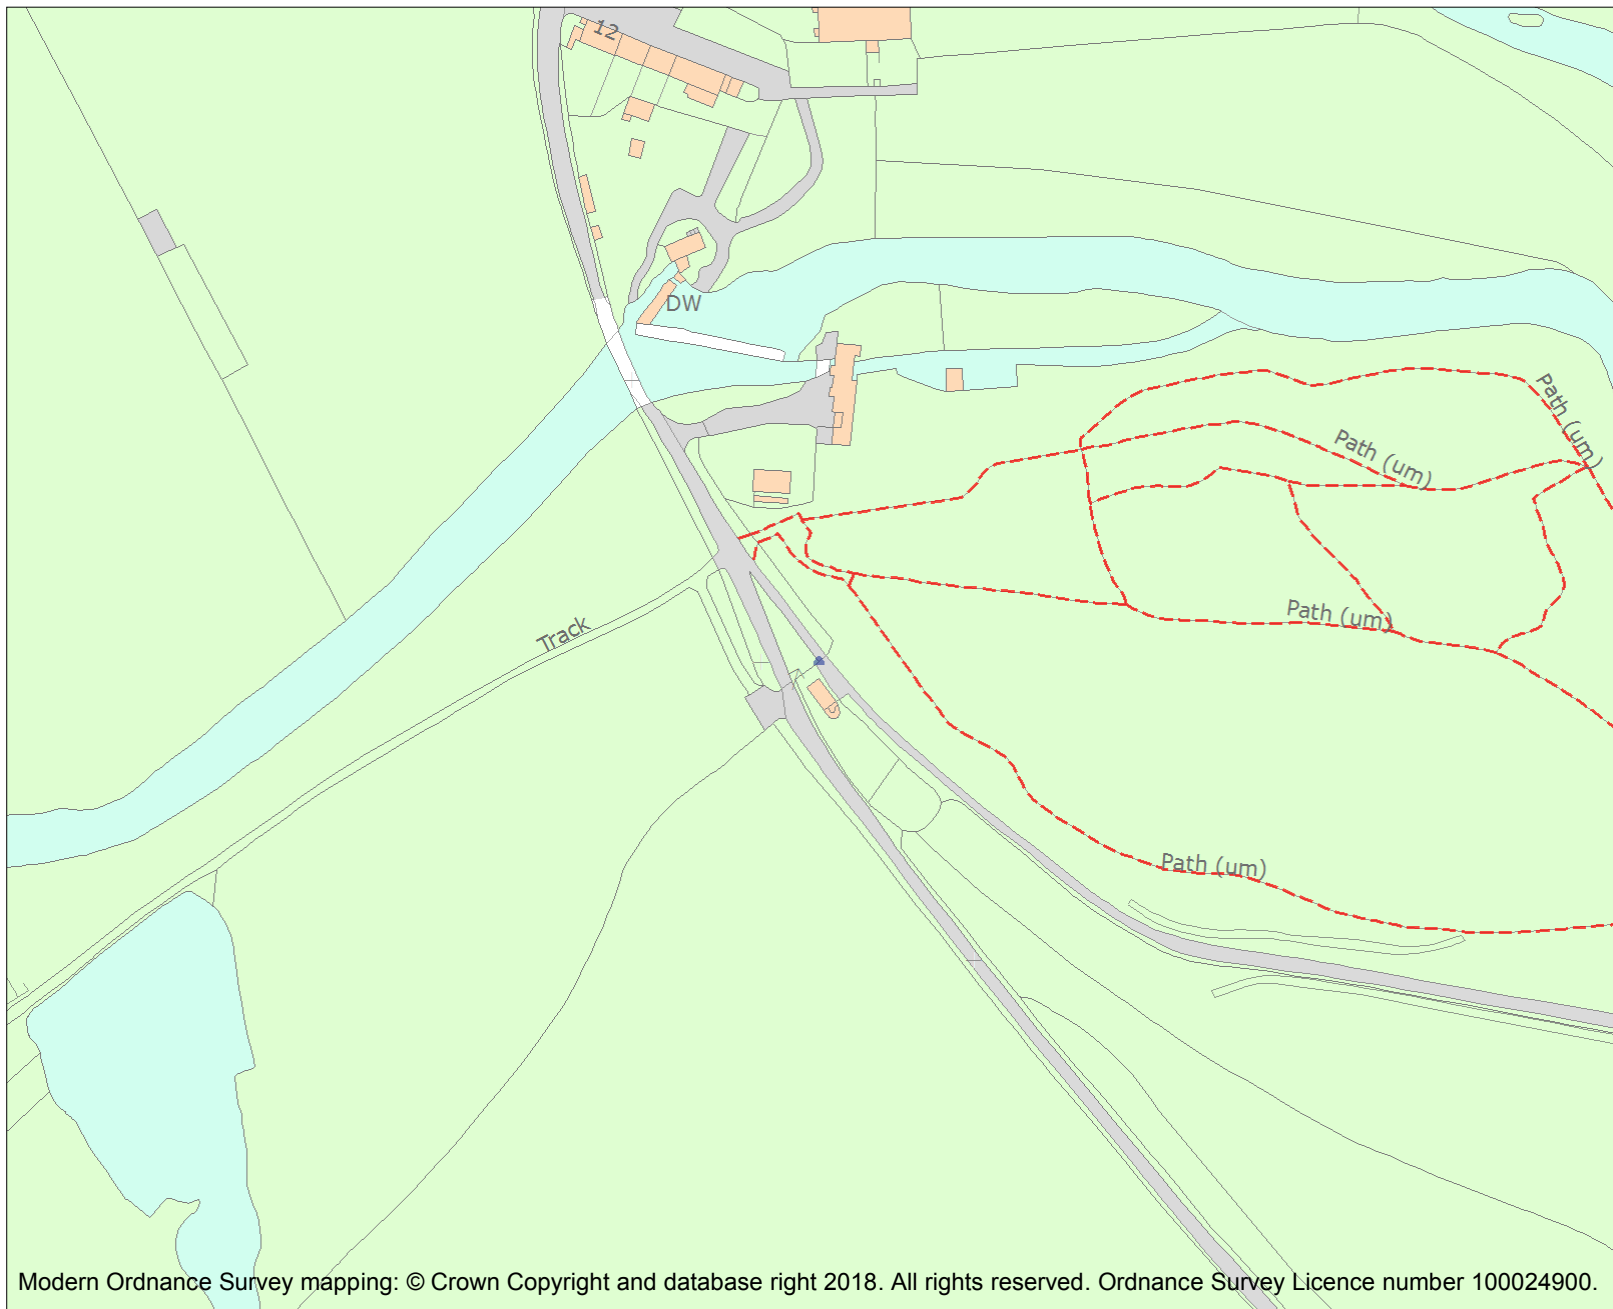 12
DW
Path (um)
Path (um)
Path (um)
Track
Path (um)
Modern Ordnance Survey mapping: © Crown Copyright and database right 2018. All rights reserved. Ordnance Survey Licence number 100024900.